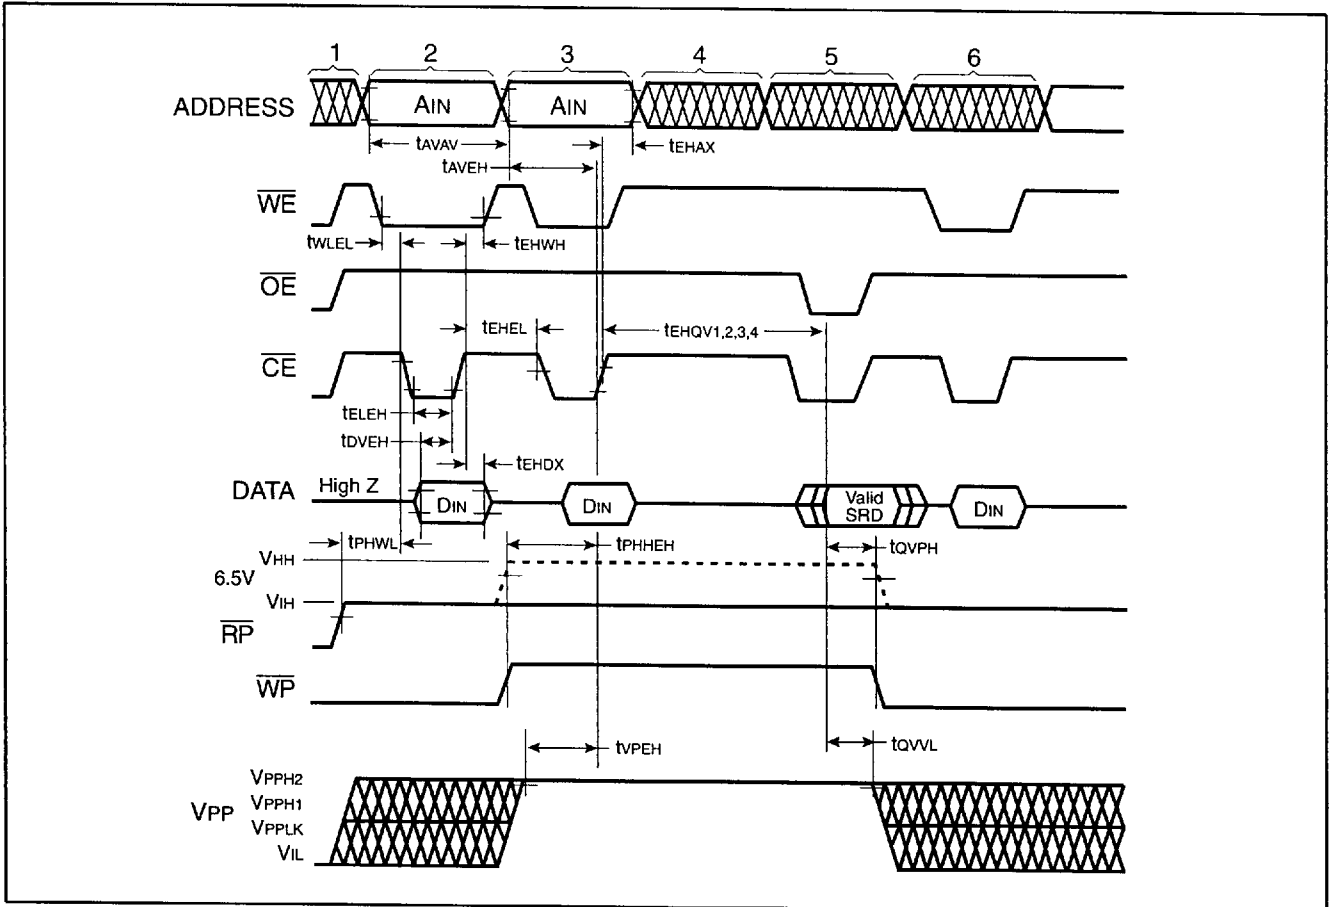 1 2 3 4 5 6
ADDRESS AIN AIN
tAVAV tEHAX
tAVEH
WE
tWLEL tEHWH
OE
tEHEL tEHQV1,2,3,4
CE
tELEH
tDVEH
tEHDX
DATA High Z DIN DIN Valid SRD DIN
tPHWL tPHHEH tQVPH
VHH
6.5V
VIH
RP
WP
tVPEH tQVVL
VPPH2
VPP VPPH1
VPPLK
VIL